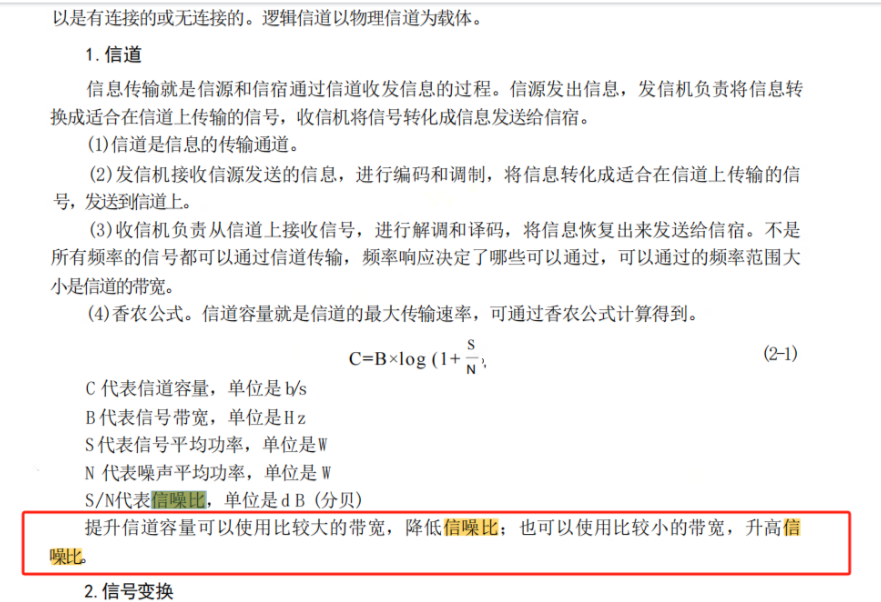 以是有连接的或无连接的。逻辑信道以物理信道为载体。
1.信道
信息传输就是信源和信宿通过信道收发信息的过程。信源发出信息，发信机负责将信息转
换成适合在信道上传输的信号，收信机将信号转化成信息发送给信宿。
(1)信道是信息的传输通道。
(2)发信机接收信源发送的信息，进行编码和调制，将信息转化成适合在信道上传输的信
号，发送到信道上。
(3)收信机负责从信道上接收信号，进行解调和译码，将信息恢复出来发送给信宿。不是
所有频率的信号都可以通过信道传输，频率响应决定了哪些可以通过，可以通过的频率范围大
小是信道的带宽。
(4)香农公式。信道容量就是信道的最大传输速率，可通过香农公式计算得到。
C=B×log (1+ S/N), (2-1)
C 代表信道容量，单位是 b/s
B 代表信号带宽，单位是 Hz
S 代表信号平均功率，单位是 W
N 代表噪声平均功率，单位是 W
S/N代表信噪比，单位是 d B (分贝)
提升信道容量可以使用比较大的带宽，降低信噪比；也可以使用比较小的带宽，升高信
噪比。
2.信号变换